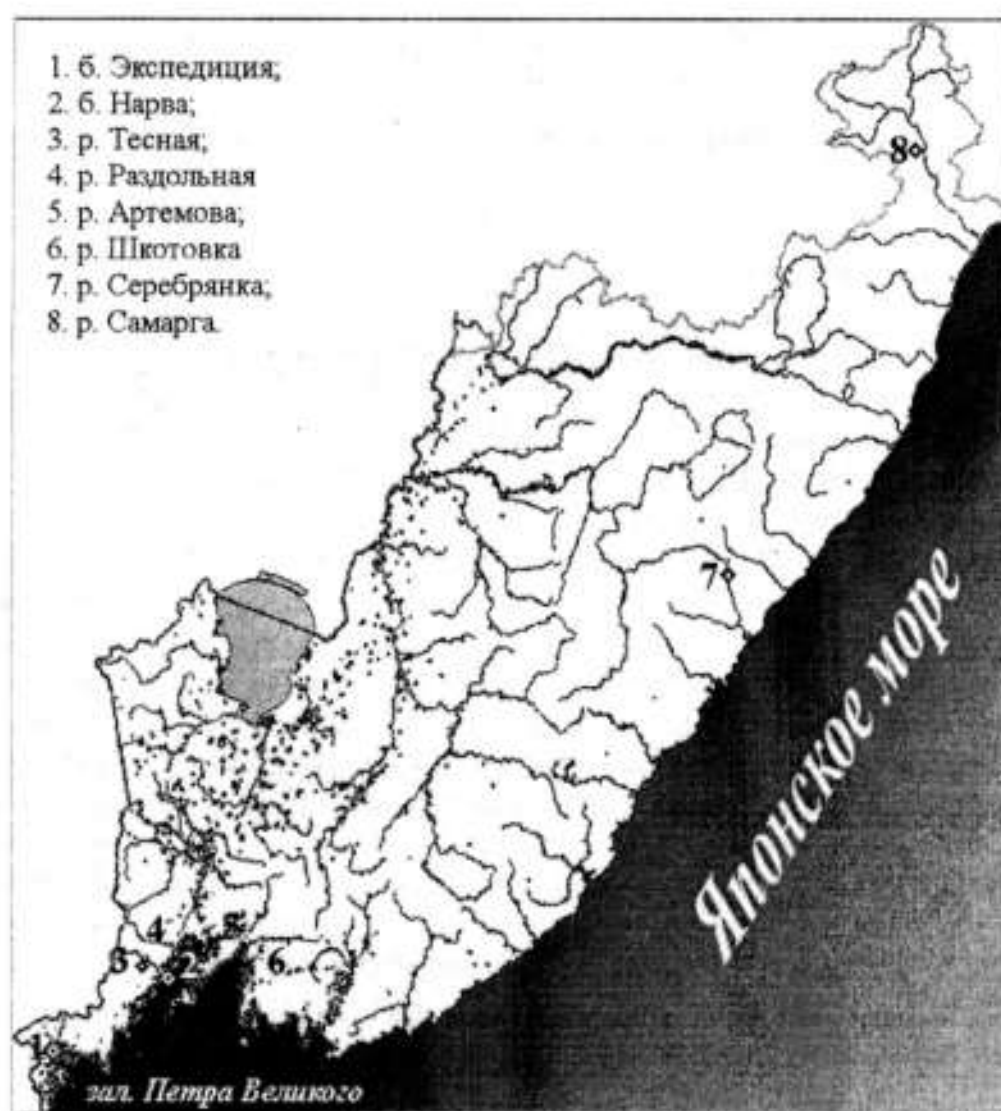 1. б. Экспедиция;
2. б. Нарва;
3. р. Тесная;
4. р. Раздольная
5. р. Артемова;
6. р. Шкотовка
7. р. Серебрянка;
8. р. Самарга.
8
7
Японское море
4
5
3
2
6
1
зал. Петра Великого